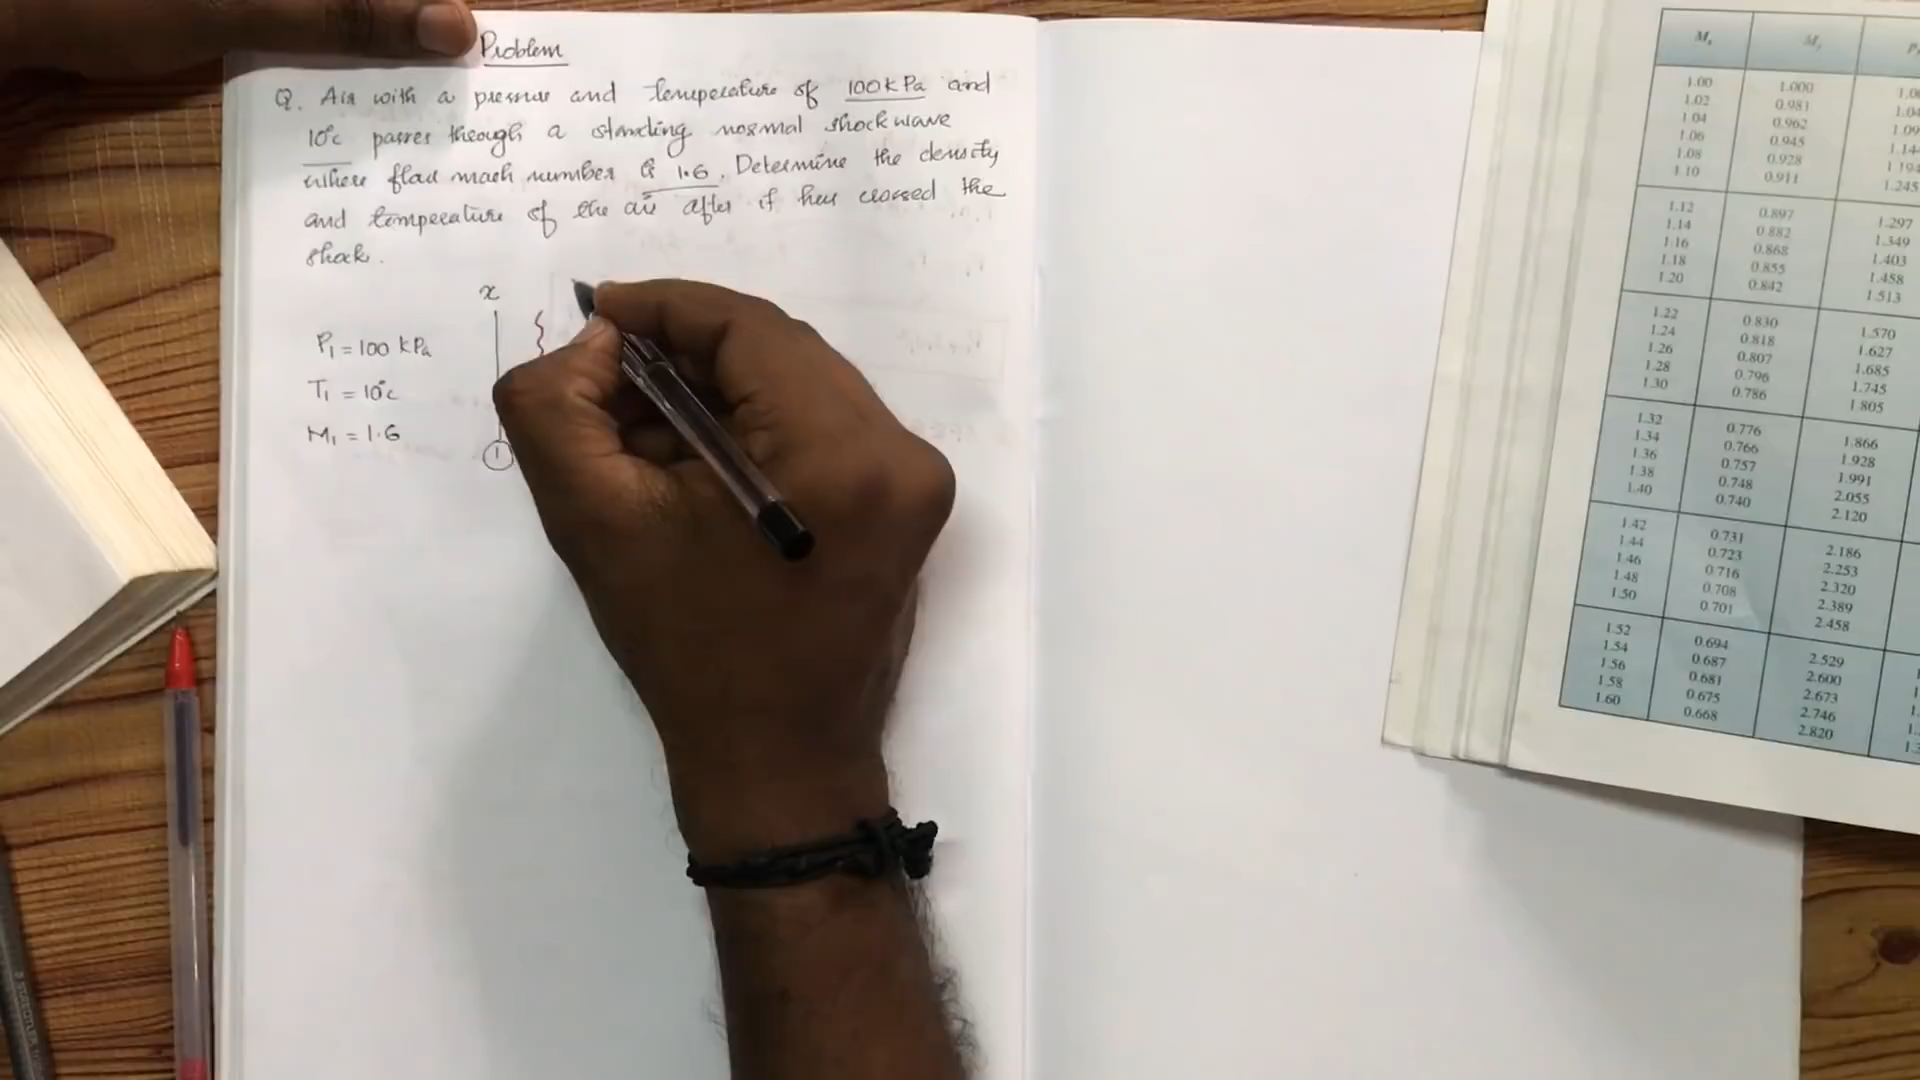 Problem
Q. Air with a pressure and temperature of 100 kPa and
10°c passes through a standing normal shock wave
where flow mach number is 1.6. Determine the density
and temperature of the air after it has crossed the
shock.
x
P₁ = 100 kPa
T₁ = 10°c
M₁ = 1.6
1
Mₓ My
1.00 1.000
1.02 0.981
1.04 0.962
1.06 0.945
1.08 0.928
1.10 0.911 1.245
1.12 0.897 1.297
1.14 0.882 1.349
1.16 0.868 1.403
1.18 0.855 1.458
1.20 0.842 1.513
1.22 0.830 1.570
1.24 0.818 1.627
1.26 0.807 1.685
1.28 0.796 1.745
1.30 0.786 1.805
1.32 0.776 1.866
1.34 0.766 1.928
1.36 0.757 1.991
1.38 0.748 2.055
1.40 0.740 2.120
1.42 0.731 2.186
1.44 0.723 2.253
1.46 0.716 2.320
1.48 0.708 2.389
1.50 0.701 2.458
1.52 0.694 2.529
1.54 0.687 2.600
1.56 0.681 2.673
1.58 0.675 2.746
1.60 0.668 2.820
STAEDTLER